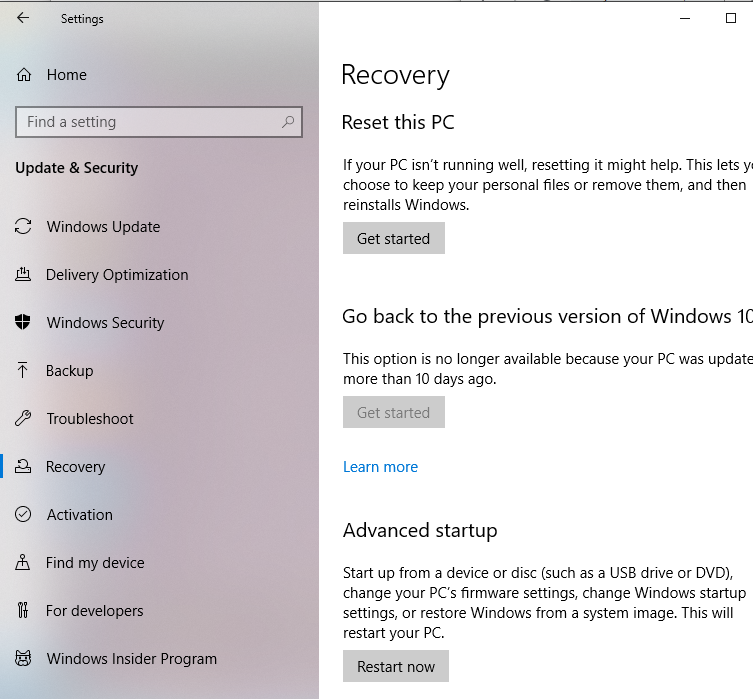 Settings
Home
Find a setting
Update & Security
Windows Update
Delivery Optimization
Windows Security
Backup
Troubleshoot
Recovery
Activation
Find my device
For developers
Windows Insider Program
Recovery
Reset this PC
If your PC isn't running well, resetting it might help. This lets
choose to keep your personal files or remove them, and then
reinstalls Windows.
Get started
Go back to the previous version of Windows 10
This option is no longer available because your PC was update
more than 10 days ago.
Get started
Learn more
Advanced startup
Start up from a device or disc (such as a USB drive or DVD),
change your PC's firmware settings, change Windows startup
settings, or restore Windows from a system image. This will
restart your PC.
Restart now